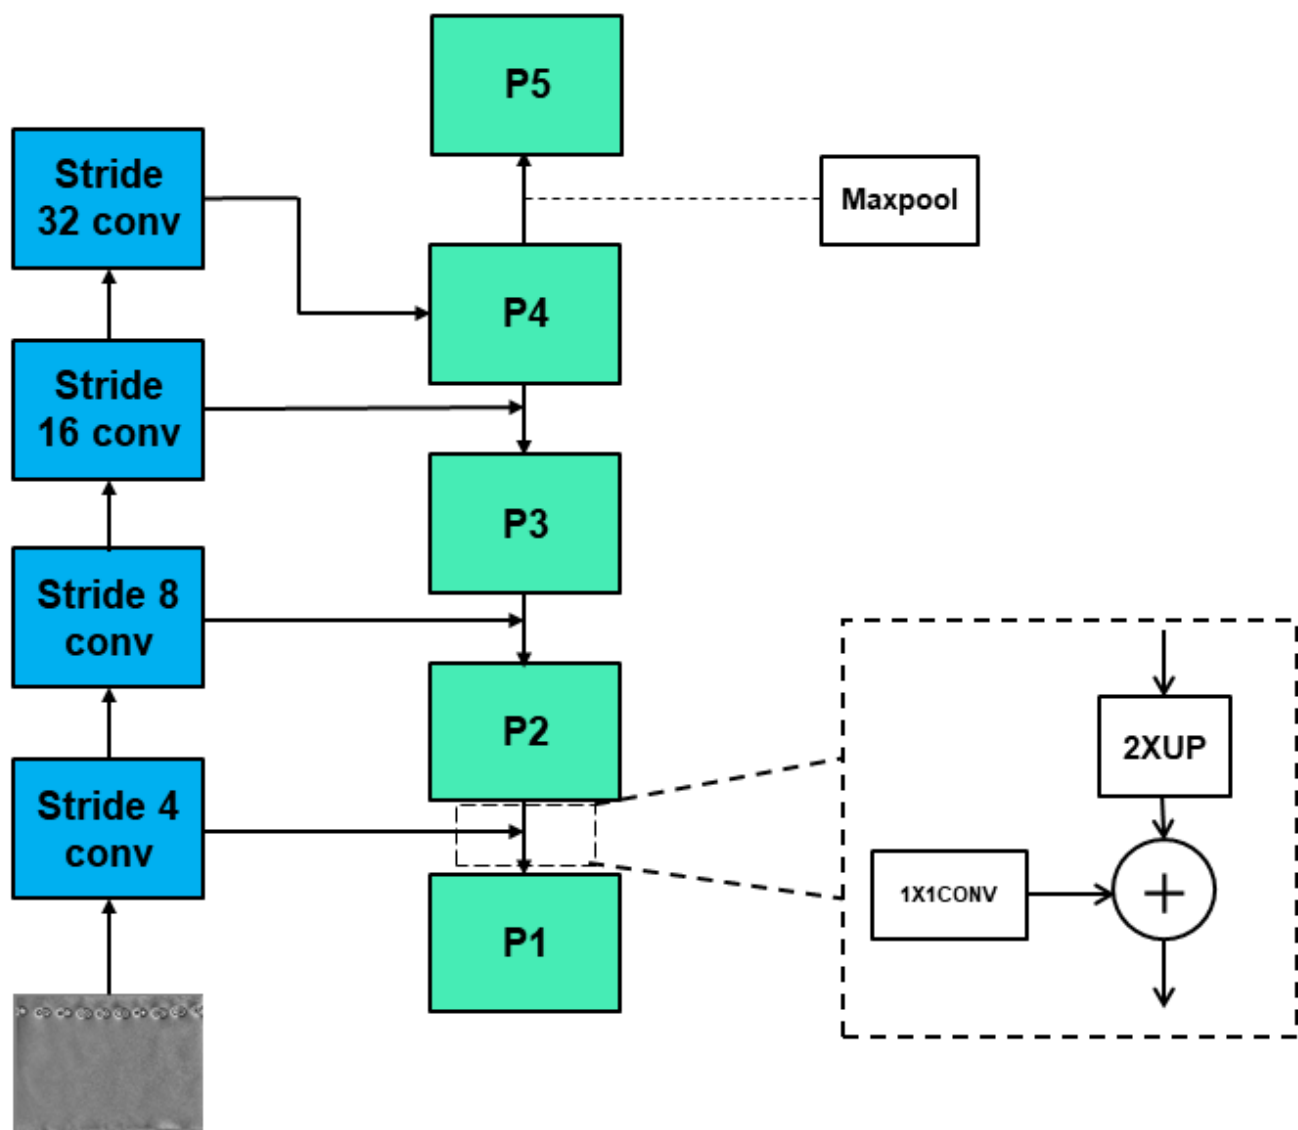 P5
Stride
32 conv
Maxpool
P4
Stride
16 conv
P3
Stride 8
conv
P2
2XUP
Stride 4
conv
1X1CONV
P1